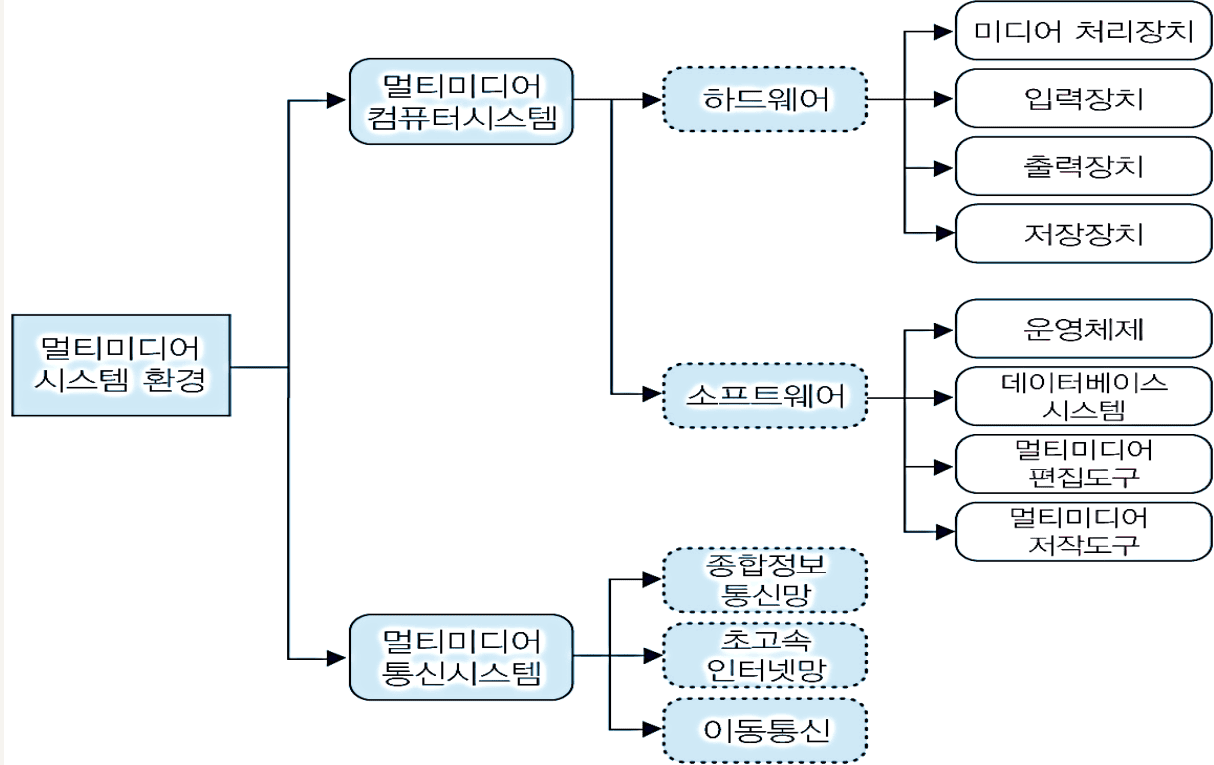 멀티미디어
시스템 환경
멀티미디어
컴퓨터시스템
하드웨어
미디어 처리장치
입력장치
출력장치
저장장치
소프트웨어
운영체제
데이터베이스
시스템
멀티미디어
편집도구
멀티미디어
저작도구
멀티미디어
통신시스템
종합정보
통신망
초고속
인터넷망
이동통신